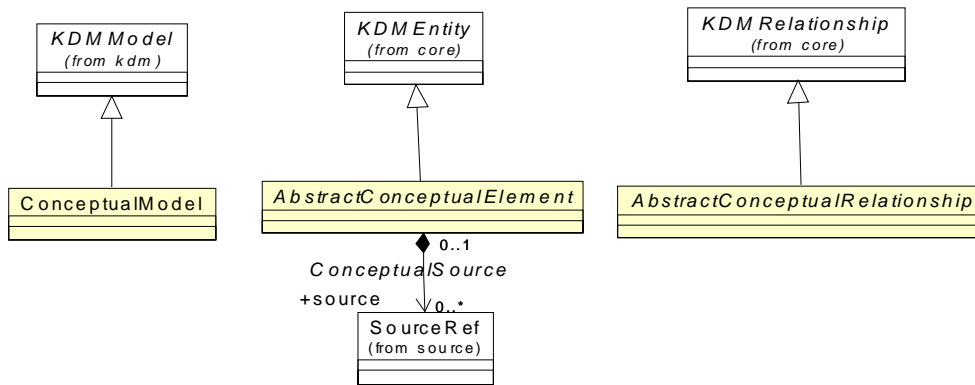 KDMModel
(from kdm)
KDMEntity
(from core)
KDMRelationship
(from core)
ConceptualModel
AbstractConceptualElement
AbstractConceptualRelationship
0..1
ConceptualSource
+source
0..*
SourceRef
(from source)